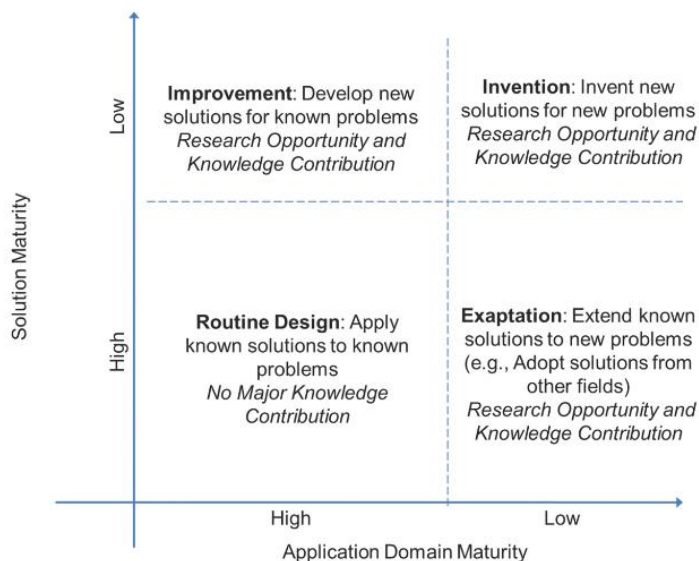 Solution Maturity
Low
High
Improvement: Develop new
solutions for known problems
Research Opportunity and
Knowledge Contribution
Invention: Invent new
solutions for new problems
Research Opportunity and
Knowledge Contribution
Routine Design: Apply
known solutions to known
problems
No Major Knowledge
Contribution
Exaptation: Extend known
solutions to new problems
(e.g., Adopt solutions from
other fields)
Research Opportunity and
Knowledge Contribution
High
Low
Application Domain Maturity